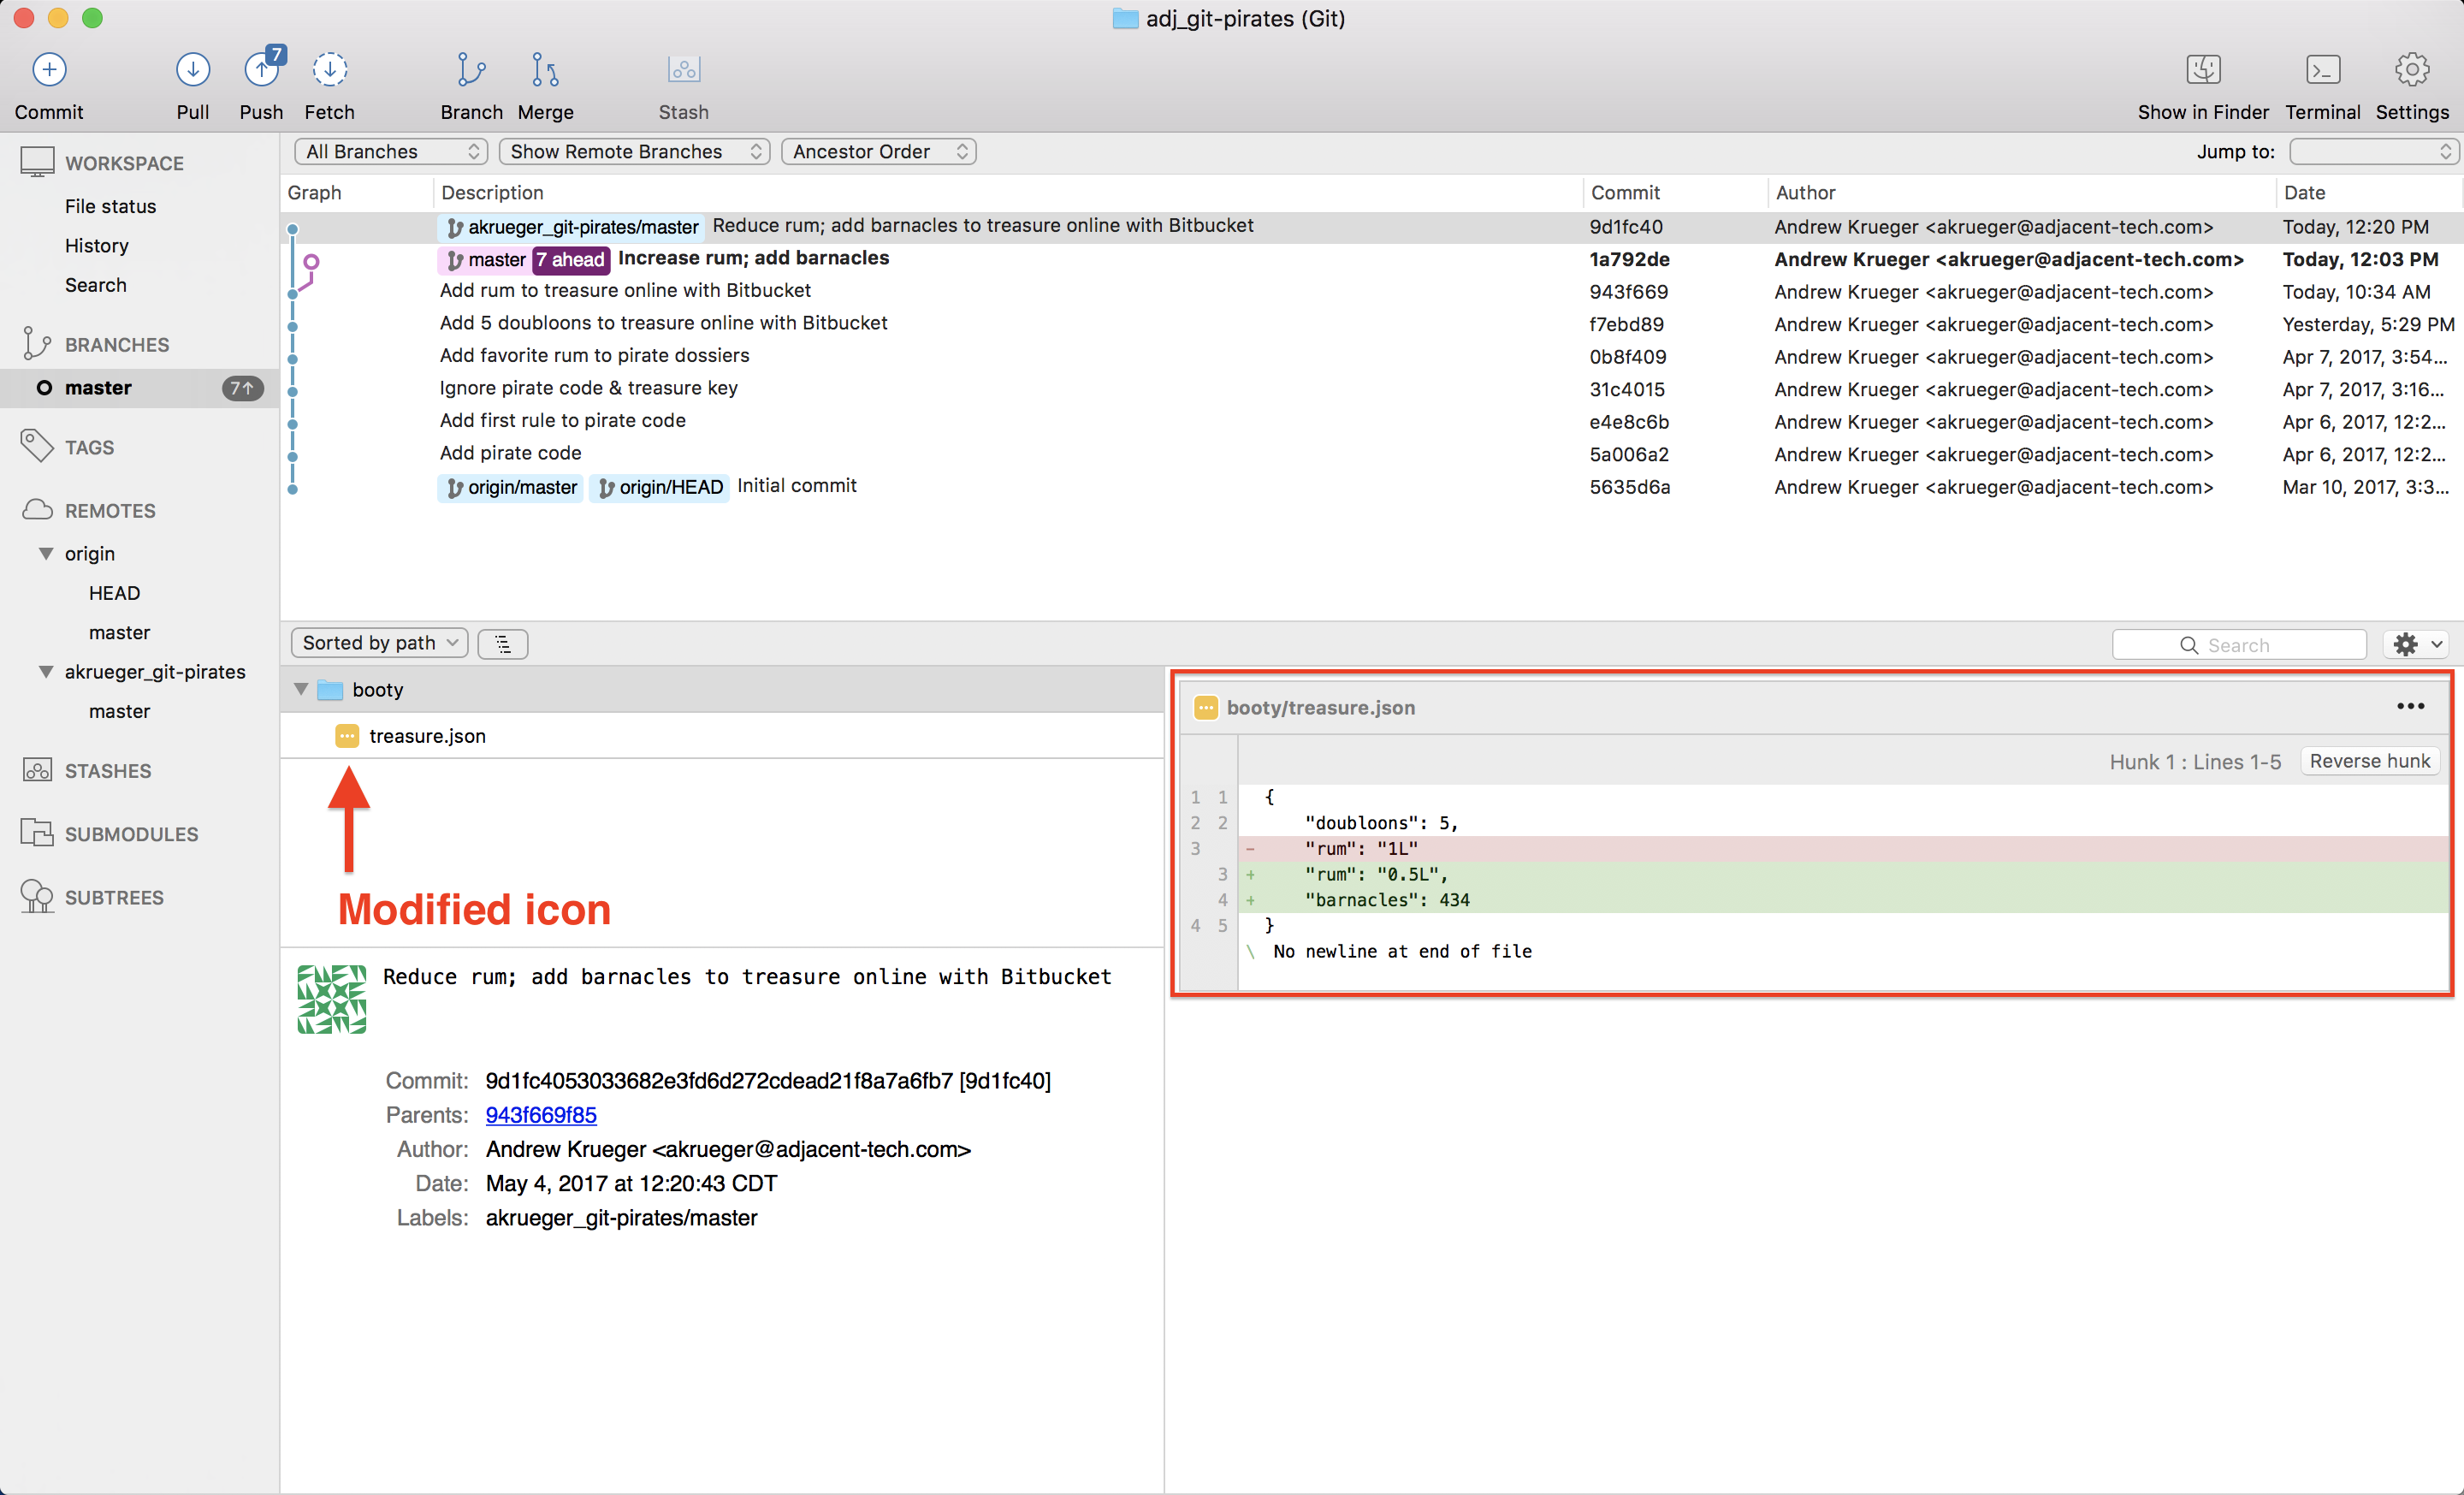 adj_git-pirates (Git)
Commit
Pull
7
Push
Fetch
Branch
Merge
Stash
Show in Finder
Terminal
Settings
WORKSPACE
File status
History
Search
BRANCHES
master 7↑
TAGS
REMOTES
origin
HEAD
master
akrueger_git-pirates
master
STASHES
SUBMODULES
SUBTREES
All Branches Show Remote Branches Ancestor Order Jump to:
Graph Description Commit Author Date
akrueger_git-pirates/master Reduce rum; add barnacles to treasure online with Bitbucket 9d1fc40 Andrew Krueger <akrueger@adjacent-tech.com> Today, 12:20 PM
master 7 ahead Increase rum; add barnacles 1a792de Andrew Krueger <akrueger@adjacent-tech.com> Today, 12:03 PM
Add rum to treasure online with Bitbucket 943f669 Andrew Krueger <akrueger@adjacent-tech.com> Today, 10:34 AM
Add 5 doubloons to treasure online with Bitbucket f7ebd89 Andrew Krueger <akrueger@adjacent-tech.com> Yesterday, 5:29 PM
Add favorite rum to pirate dossiers 0b8f409 Andrew Krueger <akrueger@adjacent-tech.com> Apr 7, 2017, 3:54...
Ignore pirate code & treasure key 31c4015 Andrew Krueger <akrueger@adjacent-tech.com> Apr 7, 2017, 3:16...
Add first rule to pirate code e4e8c6b Andrew Krueger <akrueger@adjacent-tech.com> Apr 6, 2017, 12:2...
Add pirate code 5a006a2 Andrew Krueger <akrueger@adjacent-tech.com> Apr 6, 2017, 12:2...
origin/master origin/HEAD Initial commit 5635d6a Andrew Krueger <akrueger@adjacent-tech.com> Mar 10, 2017, 3:3...
Sorted by path Search
booty
treasure.json
Modified icon
Reduce rum; add barnacles to treasure online with Bitbucket
Commit: 9d1fc4053033682e3fd6d272cdead21f8a7a6fb7 [9d1fc40]
Parents: 943f669f85
Author: Andrew Krueger <akrueger@adjacent-tech.com>
Date: May 4, 2017 at 12:20:43 CDT
Labels: akrueger_git-pirates/master
booty/treasure.json
Hunk 1 : Lines 1-5 Reverse hunk
1 1 {
2 2 "doubloons": 5,
3 - "rum": "1L"
3 + "rum": "0.5L",
4 + "barnacles": 434
4 5 }
\ No newline at end of file